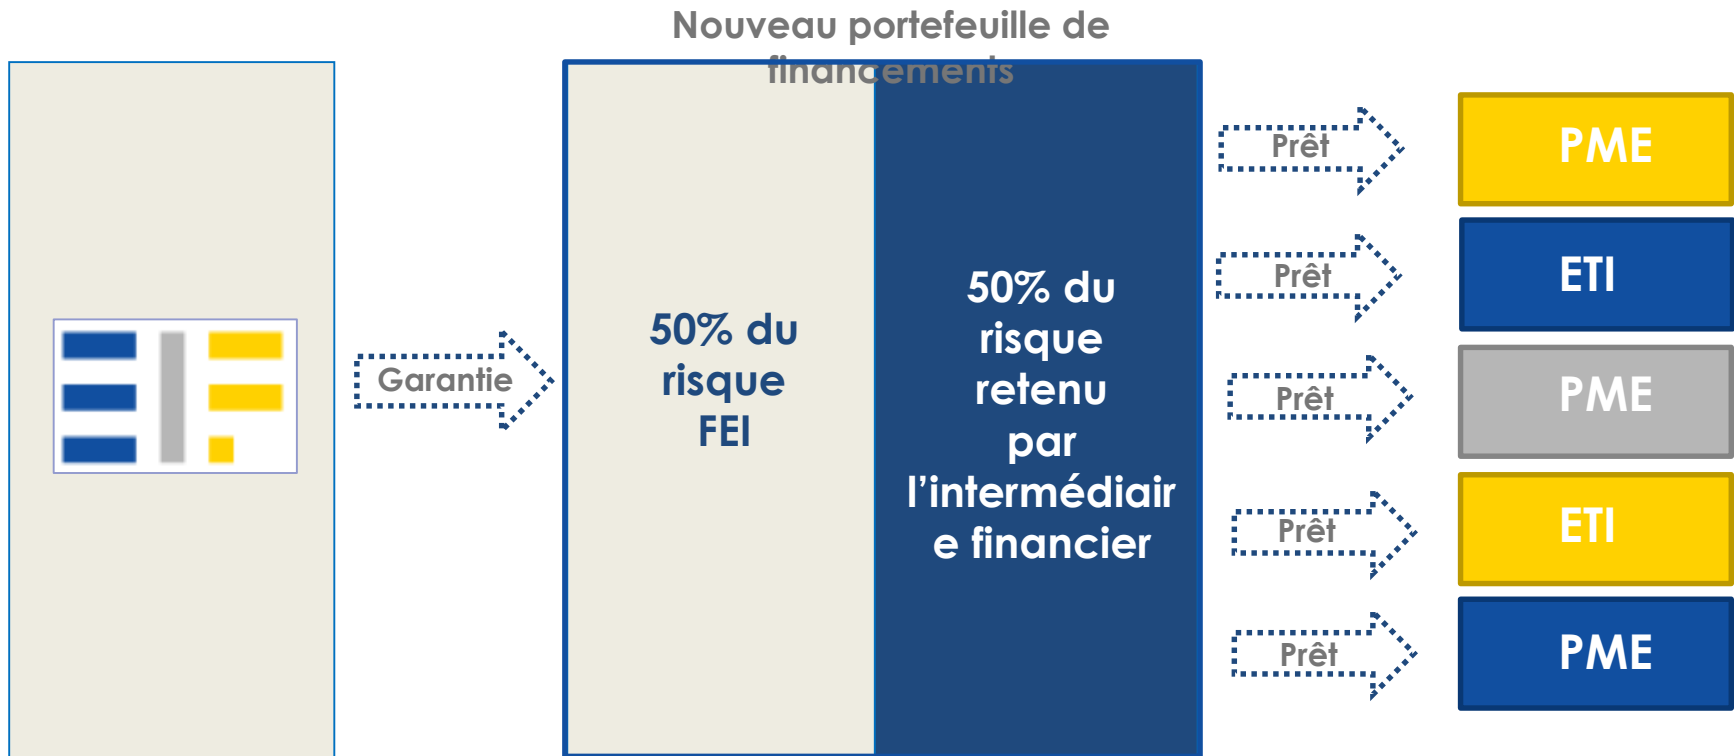 Nouveau portefeuille de
financements
Garantie
50% du
risque
FEI
50% du
risque
retenu
par
l’intermédiair
e financier
Prêt
PME
Prêt
ETI
Prêt
PME
Prêt
ETI
Prêt
PME